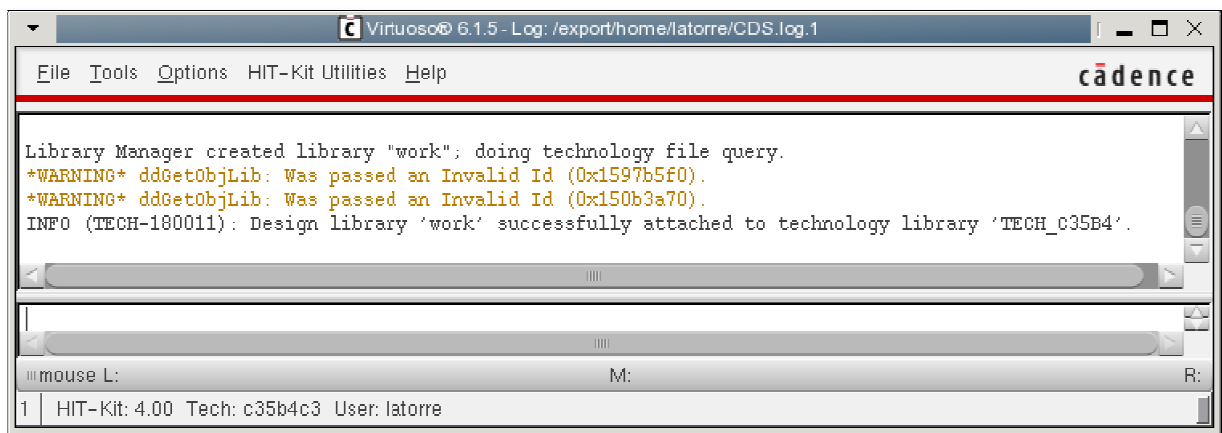 Virtuoso® 6.1.5 - Log: /export/home/latorre/CDS.log.1
File Tools Options HIT-Kit Utilities Help
cādence
Library Manager created library "work"; doing technology file query.
*WARNING* ddGetObjLib: Was passed an Invalid Id (0x1597b5f0).
*WARNING* ddGetObjLib: Was passed an Invalid Id (0x150b3a70).
INFO (TECH-180011): Design library ’work’ successfully attached to technology library ’TECH_C35B4’.
mouse L: M: R:
1 HIT-Kit: 4.00 Tech: c35b4c3 User: latorre